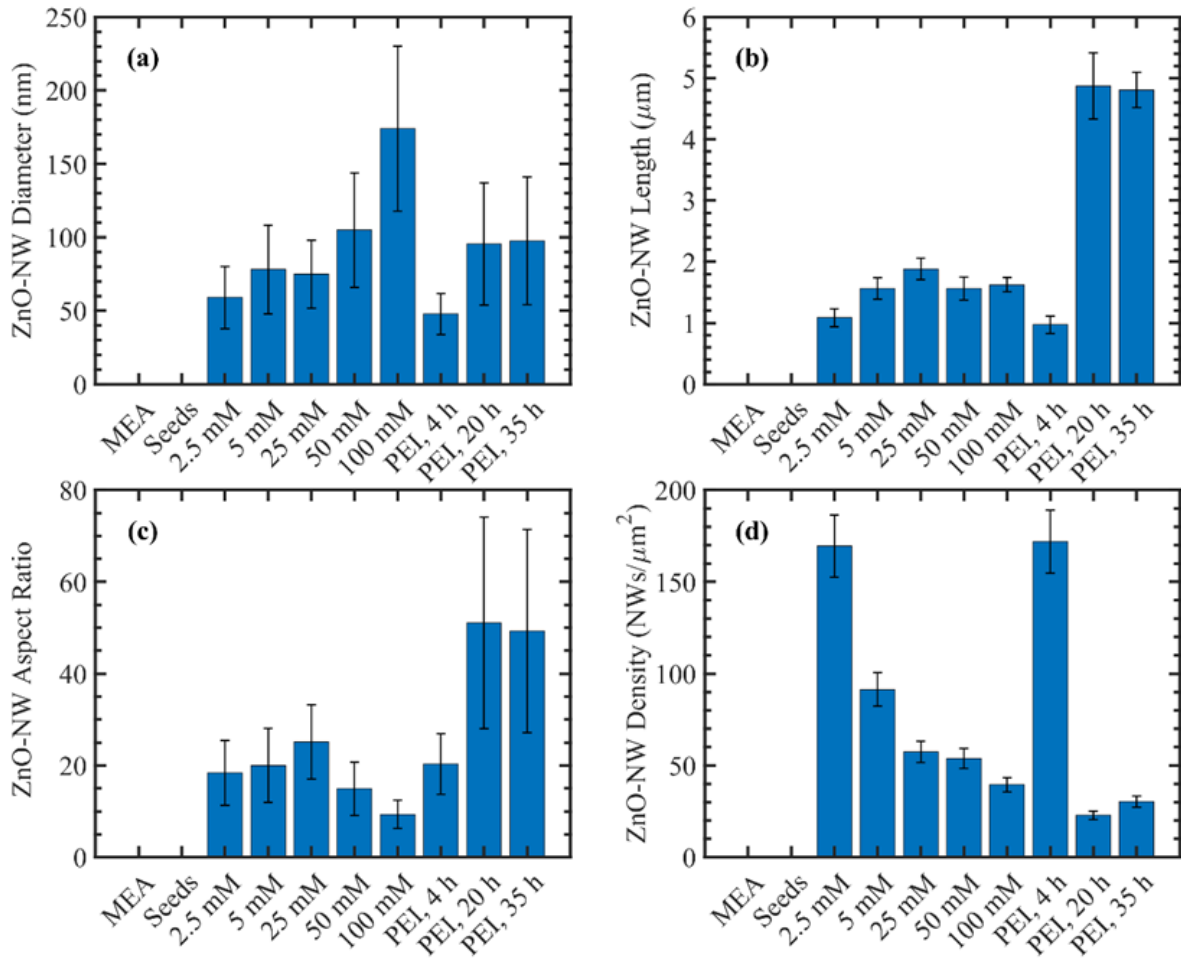 (a)
ZnO-NW Diameter (nm)
250
200
150
100
50
0
MEA
Seeds
2.5 mM
5 mM
25 mM
50 mM
100 mM
PEI, 4 h
PEI, 20 h
PEI, 35 h
(b)
ZnO-NW Length (μm)
6
5
4
3
2
1
0
MEA
Seeds
2.5 mM
5 mM
25 mM
50 mM
100 mM
PEI, 4 h
PEI, 20 h
PEI, 35 h
(c)
ZnO-NW Aspect Ratio
80
60
40
20
0
MEA
Seeds
2.5 mM
5 mM
25 mM
50 mM
100 mM
PEI, 4 h
PEI, 20 h
PEI, 35 h
(d)
ZnO-NW Density (NWs/μm²)
200
150
100
50
0
MEA
Seeds
2.5 mM
5 mM
25 mM
50 mM
100 mM
PEI, 4 h
PEI, 20 h
PEI, 35 h